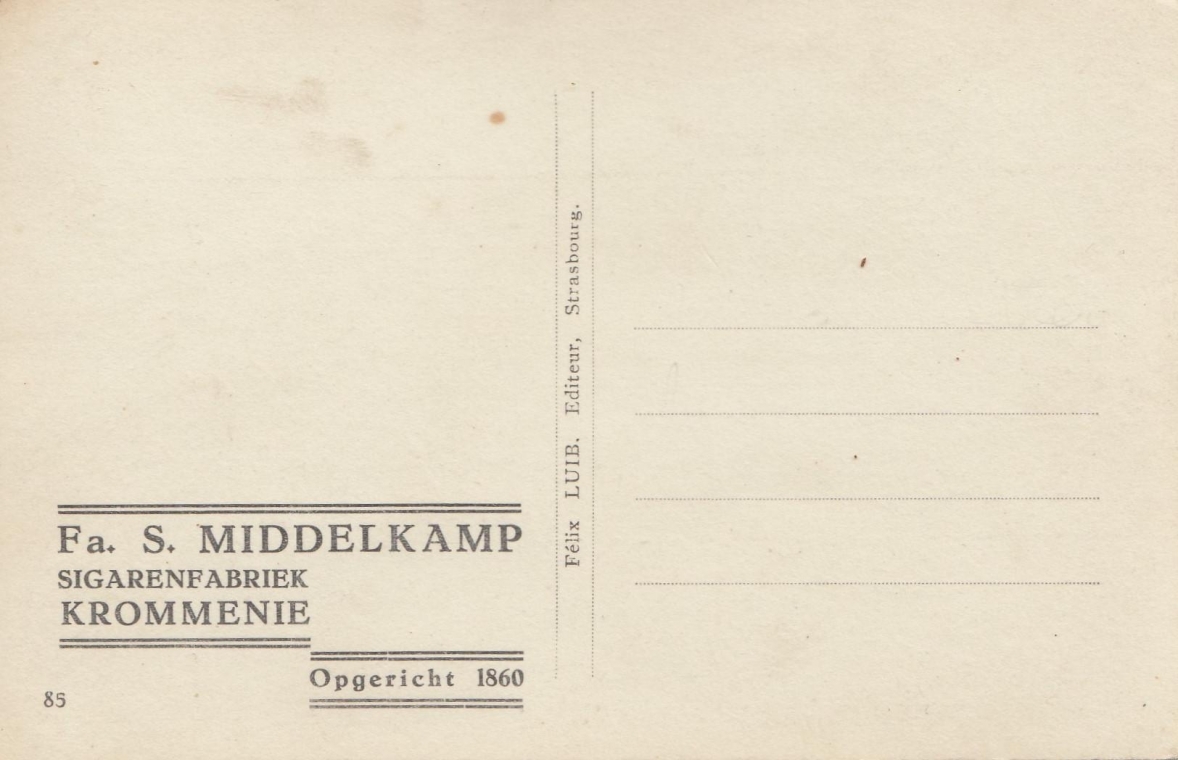 Fa. S. MIDDELKAMP
SIGARENFABRIEK
KROMMENIE
Opgericht 1860
85
Félix LUIB. Editeur, Strasbourg.